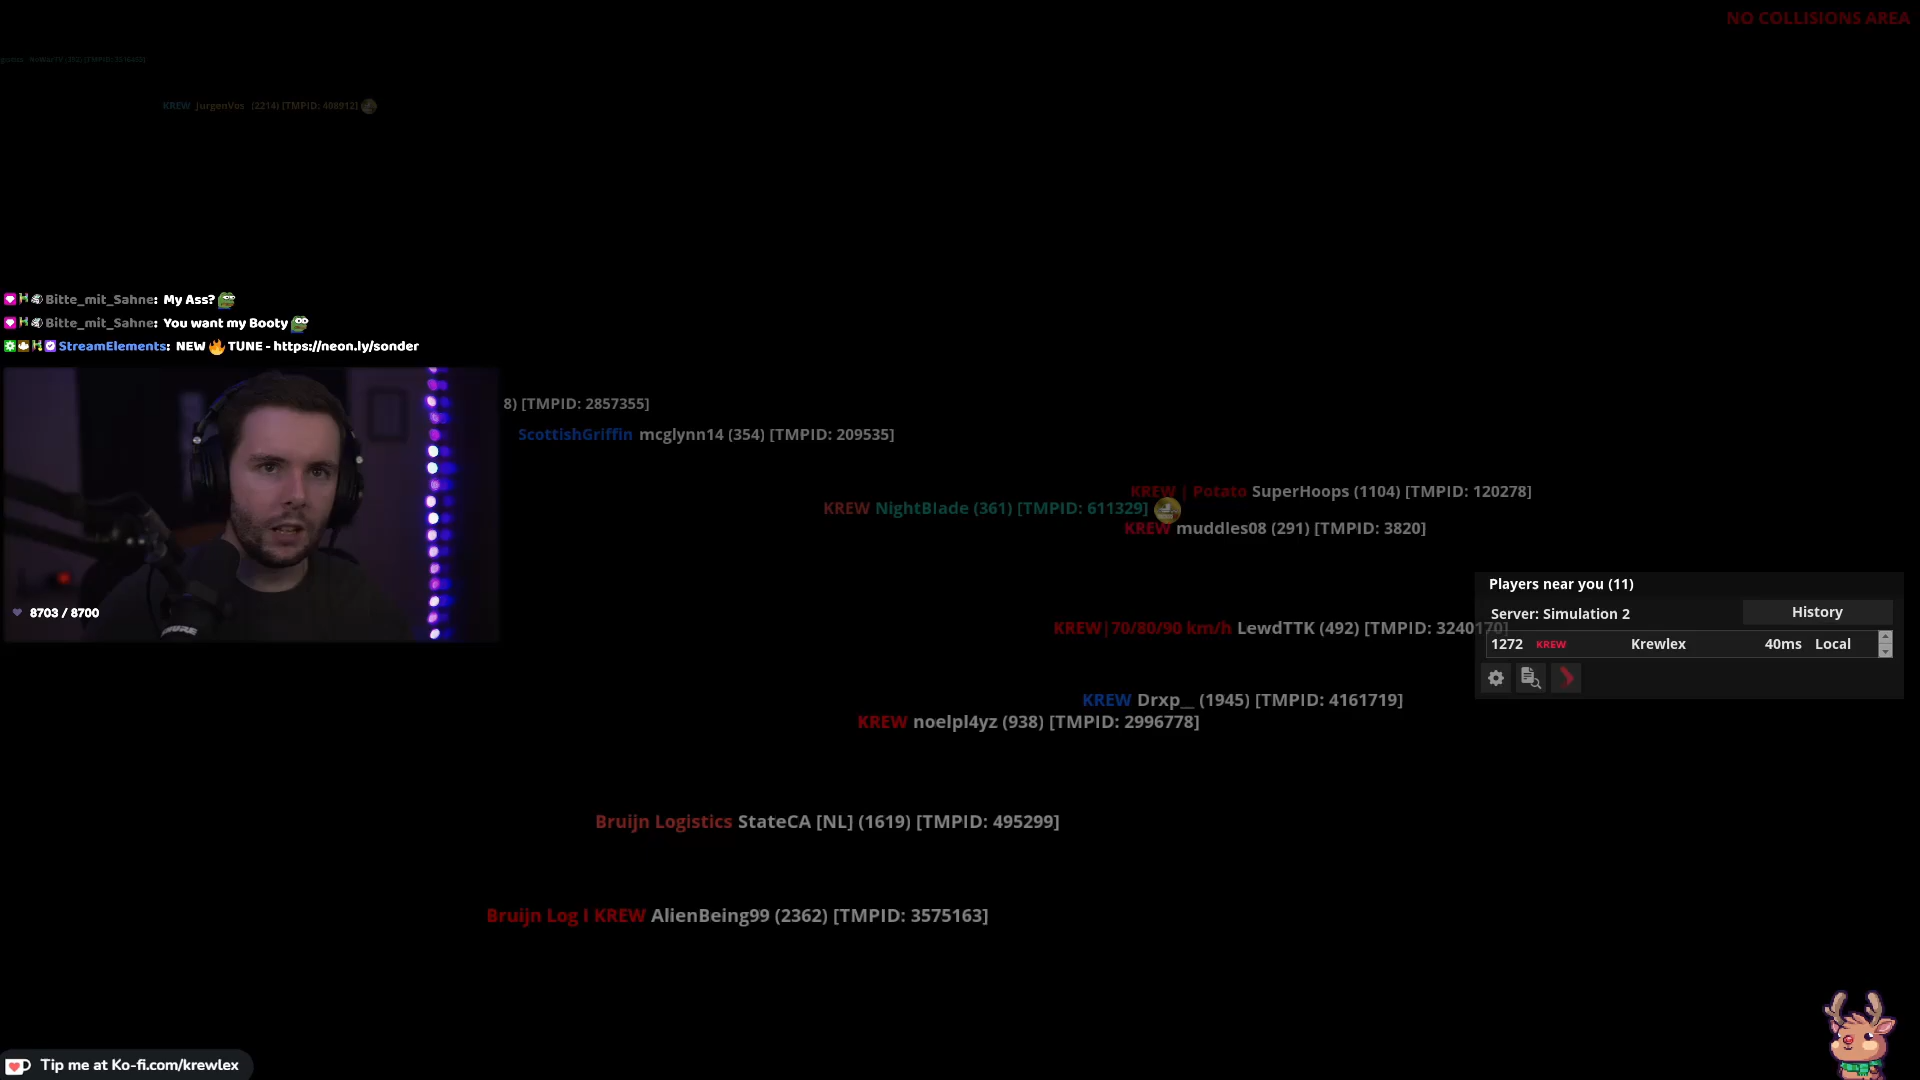 NO COLLISIONS AREA
KREW JurgenVos (2214) [TMPID: 408912]
Bitte_mit_Sahne: My Ass?
Bitte_mit_Sahne: You want my Booty
StreamElements: NEW TUNE - https://neon.ly/sonder
8) [TMPID: 2857355]
ScottishGriffin mcglynn14 (354) [TMPID: 209535]
KREW | Potato SuperHoops (1104) [TMPID: 120278]
KREW NightBlade (361) [TMPID: 611329]
KREW muddles08 (291) [TMPID: 3820]
Players near you (11)
Server: Simulation 2 History
KREW|70/80/90 km/h LewdTTK (492) [TMPID: 3240170]
1272 KREW Krewlex 40ms Local
8703 / 8700
SHURE
KREW Drxp__ (1945) [TMPID: 4161719]
KREW noelpl4yz (938) [TMPID: 2996778]
Bruijn Logistics StateCA [NL] (1619) [TMPID: 495299]
Bruijn Log I KREW AlienBeing99 (2362) [TMPID: 3575163]
Tip me at Ko-fi.com/krewlex